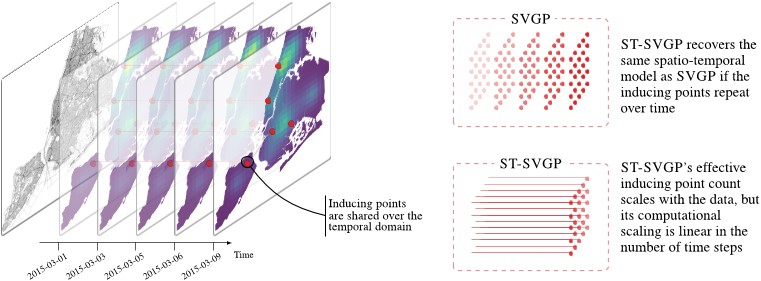 Inducing points
are shared over the
temporal domain
Time
2015-03-01
2015-03-03
2015-03-05
2015-03-06
2015-03-09
SVGP
ST-SVGP recovers the
same spatio-temporal
model as SVGP if the
inducing points repeat
over time
ST-SVGP
ST-SVGP's effective
inducing point count
scales with the data, but
its computational
scaling is linear in the
number of time steps